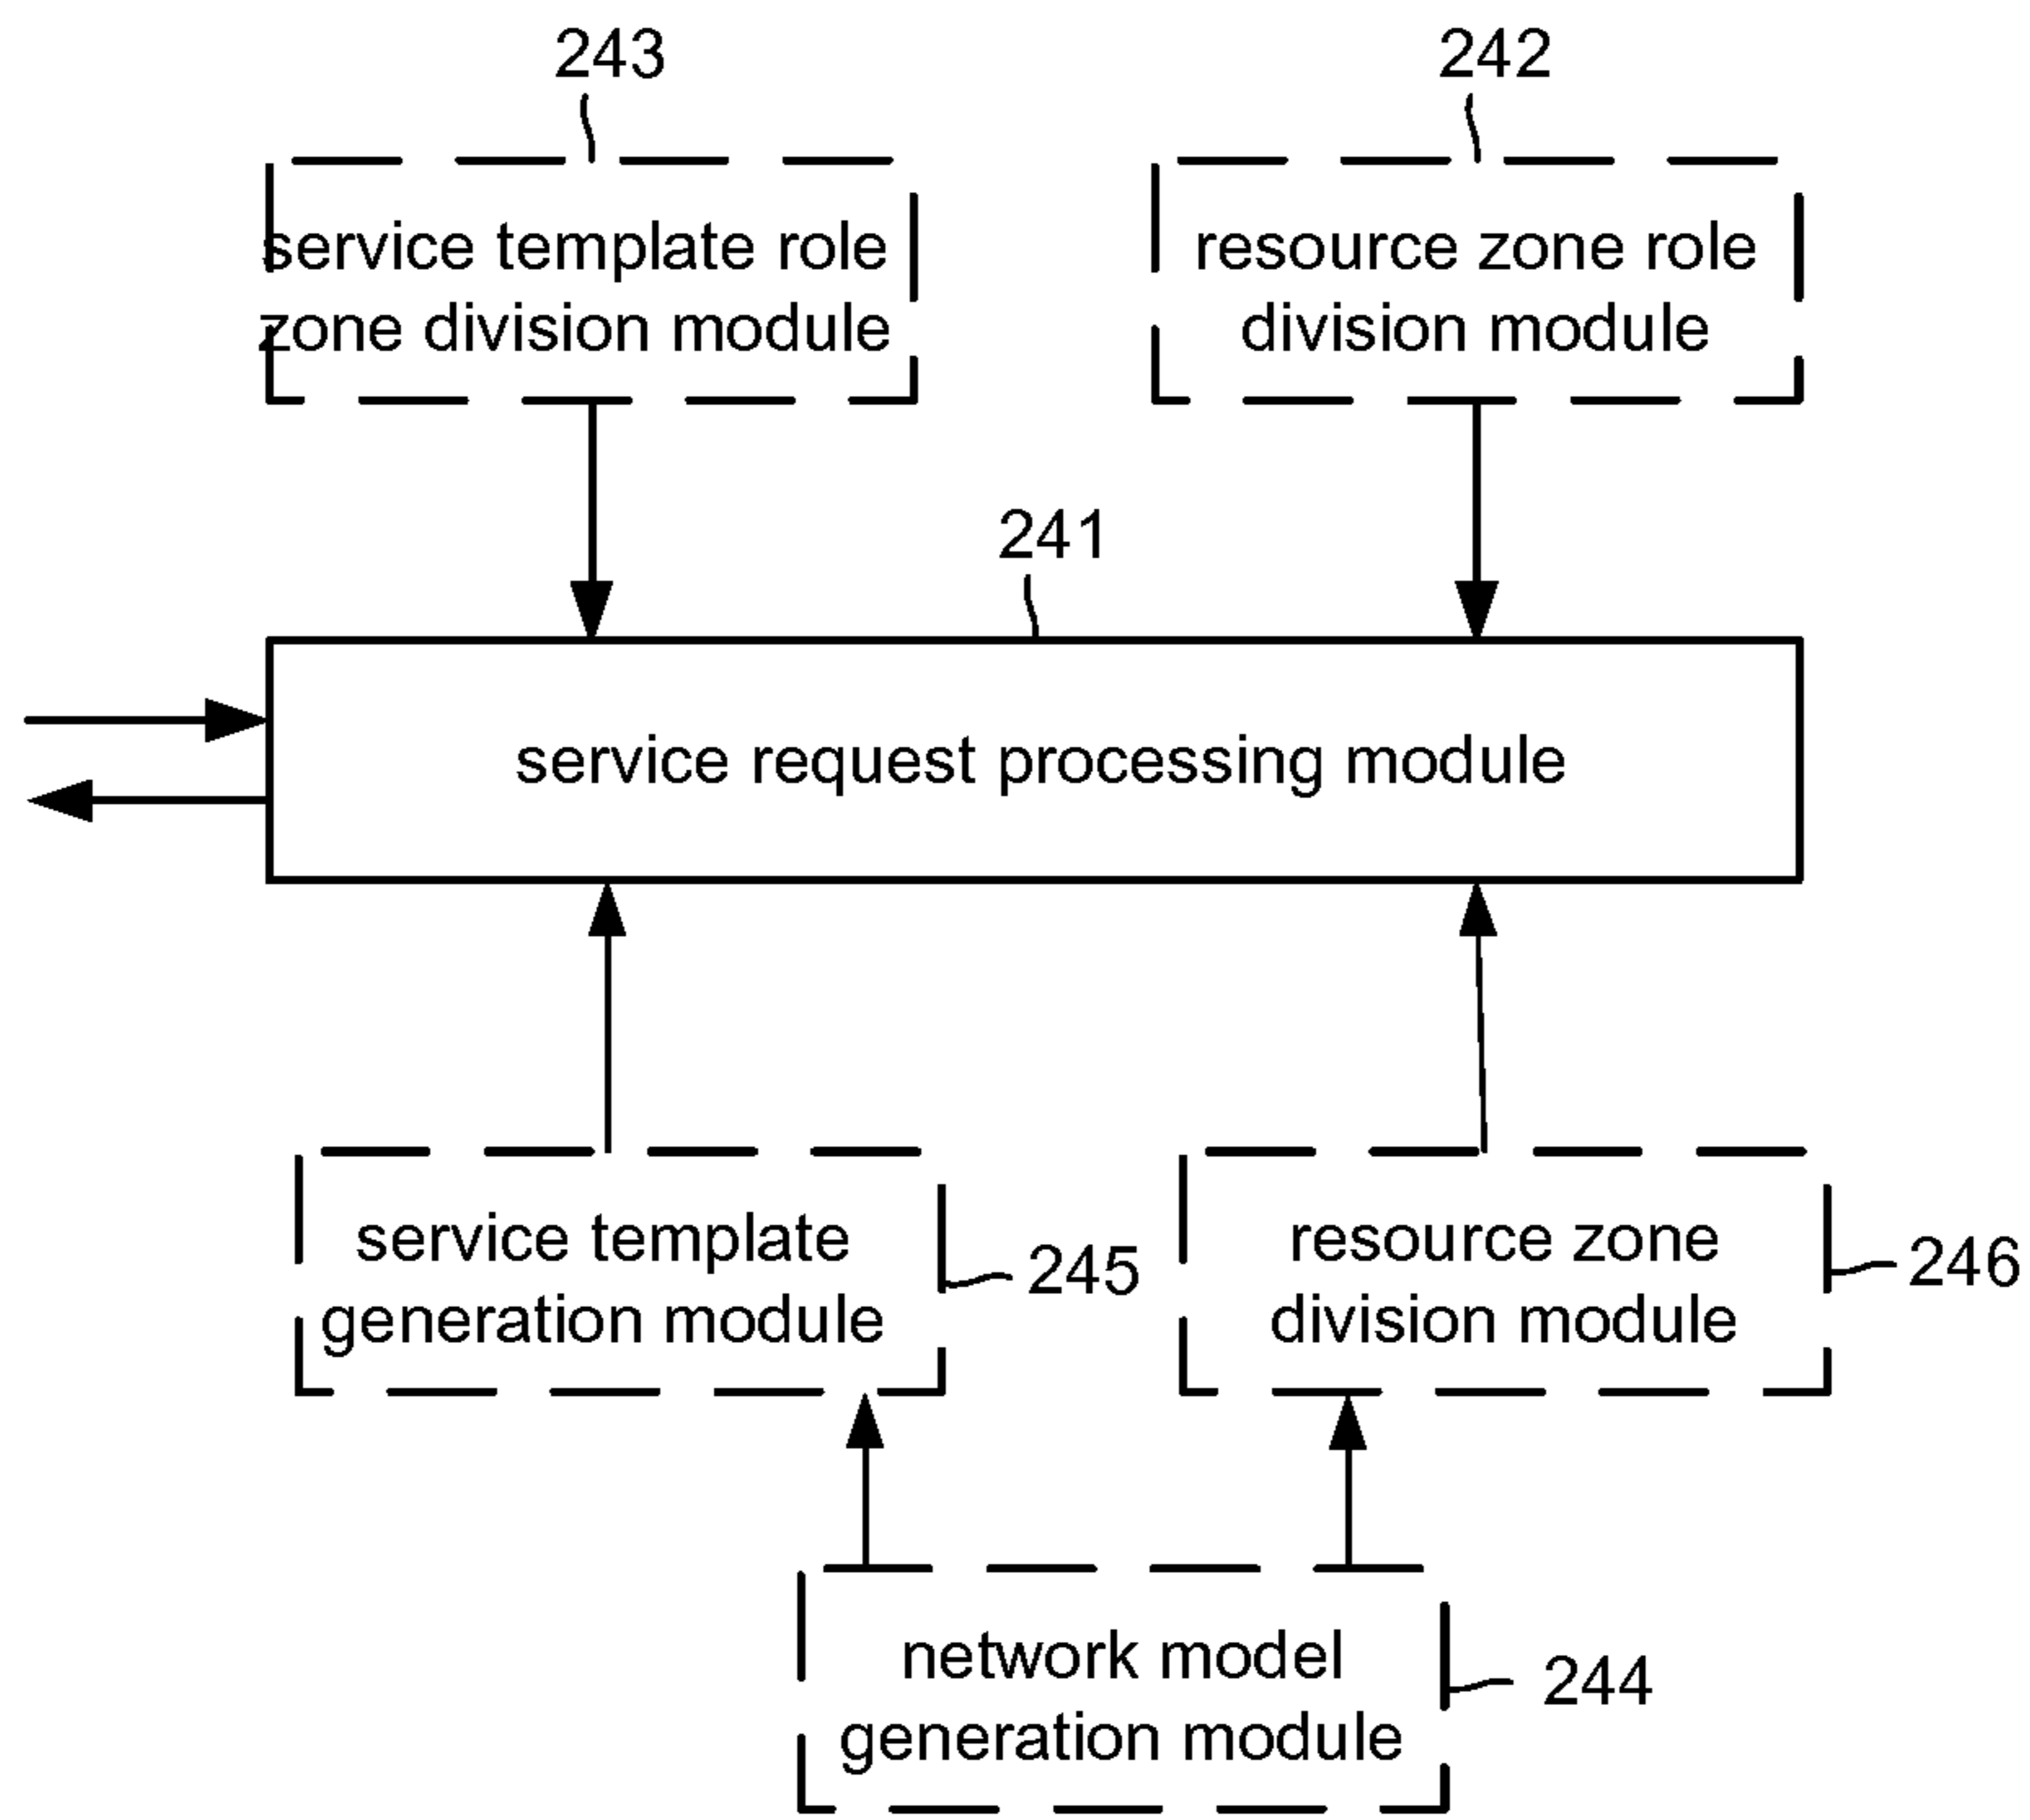 243
242
service template role
zone division module
resource zone role
division module
241
service request processing module
service template
generation module
245
resource zone
division module
246
network model
generation module
244